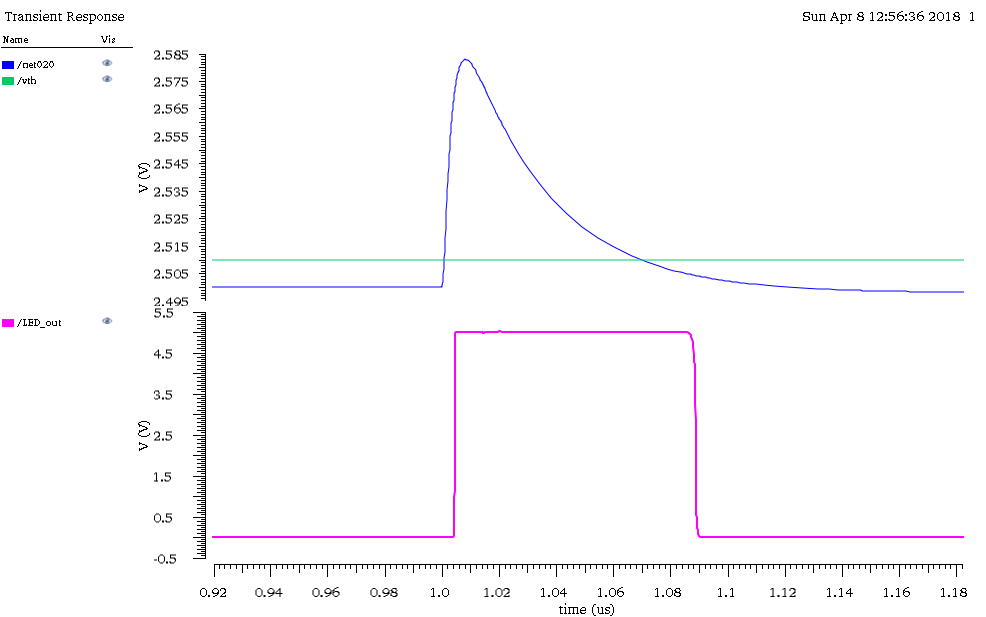 Transient Response
Sun Apr 8 12:56:36 2018 1
Name Vis
/net020
/vth
2.585
2.575
2.565
2.555
2.545
2.535
2.525
2.515
2.505
2.495
V (V)
/LED_out
5.5
4.5
3.5
2.5
1.5
0.5
-0.5
V (V)
0.92 0.94 0.96 0.98 1.0 1.02 1.04 1.06 1.08 1.1 1.12 1.14 1.16 1.18
time (us)